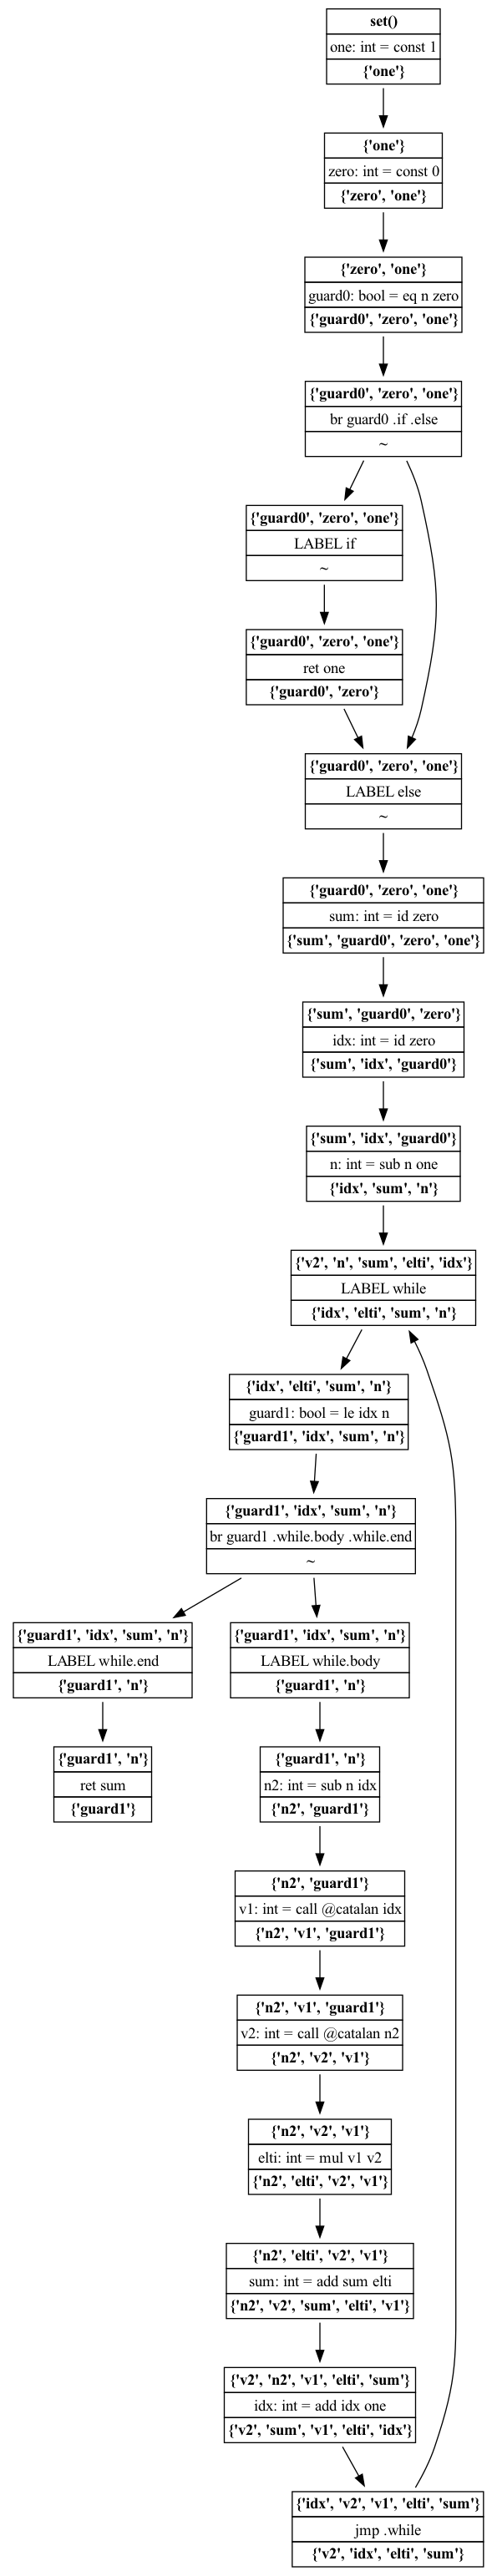 set()
one: int = const 1
{'one'}
{'one'}
zero: int = const 0
{'zero', 'one'}
{'zero', 'one'}
guard0: bool = eq n zero
{'guard0', 'zero', 'one'}
{'guard0', 'zero', 'one'}
br guard0 .if .else
~
{'guard0', 'zero', 'one'}
LABEL if
~
{'guard0', 'zero', 'one'}
ret one
{'guard0', 'zero'}
{'guard0', 'zero', 'one'}
LABEL else
~
{'guard0', 'zero', 'one'}
sum: int = id zero
{'sum', 'guard0', 'zero', 'one'}
{'sum', 'guard0', 'zero'}
idx: int = id zero
{'sum', 'idx', 'guard0'}
{'sum', 'idx', 'guard0'}
n: int = sub n one
{'idx', 'sum', 'n'}
{'v2', 'n', 'sum', 'elti', 'idx'}
LABEL while
{'idx', 'elti', 'sum', 'n'}
{'idx', 'elti', 'sum', 'n'}
guard1: bool = le idx n
{'guard1', 'idx', 'sum', 'n'}
{'guard1', 'idx', 'sum', 'n'}
br guard1 .while.body .while.end
~
{'guard1', 'idx', 'sum', 'n'}
LABEL while.end
{'guard1', 'n'}
{'guard1', 'idx', 'sum', 'n'}
LABEL while.body
{'guard1', 'n'}
{'guard1', 'n'}
ret sum
{'guard1'}
{'guard1', 'n'}
n2: int = sub n idx
{'n2', 'guard1'}
{'n2', 'guard1'}
v1: int = call @catalan idx
{'n2', 'v1', 'guard1'}
{'n2', 'v1', 'guard1'}
v2: int = call @catalan n2
{'n2', 'v2', 'v1'}
{'n2', 'v2', 'v1'}
elti: int = mul v1 v2
{'n2', 'elti', 'v2', 'v1'}
{'n2', 'elti', 'v2', 'v1'}
sum: int = add sum elti
{'n2', 'v2', 'sum', 'elti', 'v1'}
{'v2', 'n2', 'v1', 'elti', 'sum'}
idx: int = add idx one
{'v2', 'sum', 'v1', 'elti', 'idx'}
{'idx', 'v2', 'v1', 'elti', 'sum'}
jmp .while
{'v2', 'idx', 'elti', 'sum'}